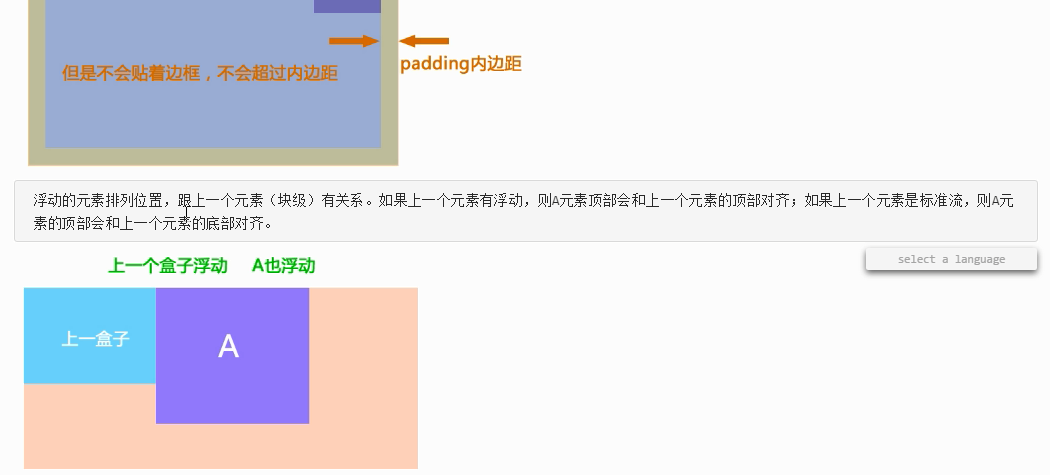 但是不会贴着边框，不会超过内边距
padding内边距
浮动的元素排列位置，跟上一个元素（块级）有关系。如果上一个元素有浮动，则A元素顶部会和上一个元素的顶部对齐；如果上一个元素是标准流，则A元
素的顶部会和上一个元素的底部对齐。
select a language
上一个盒子浮动 A也浮动
上一盒子
A